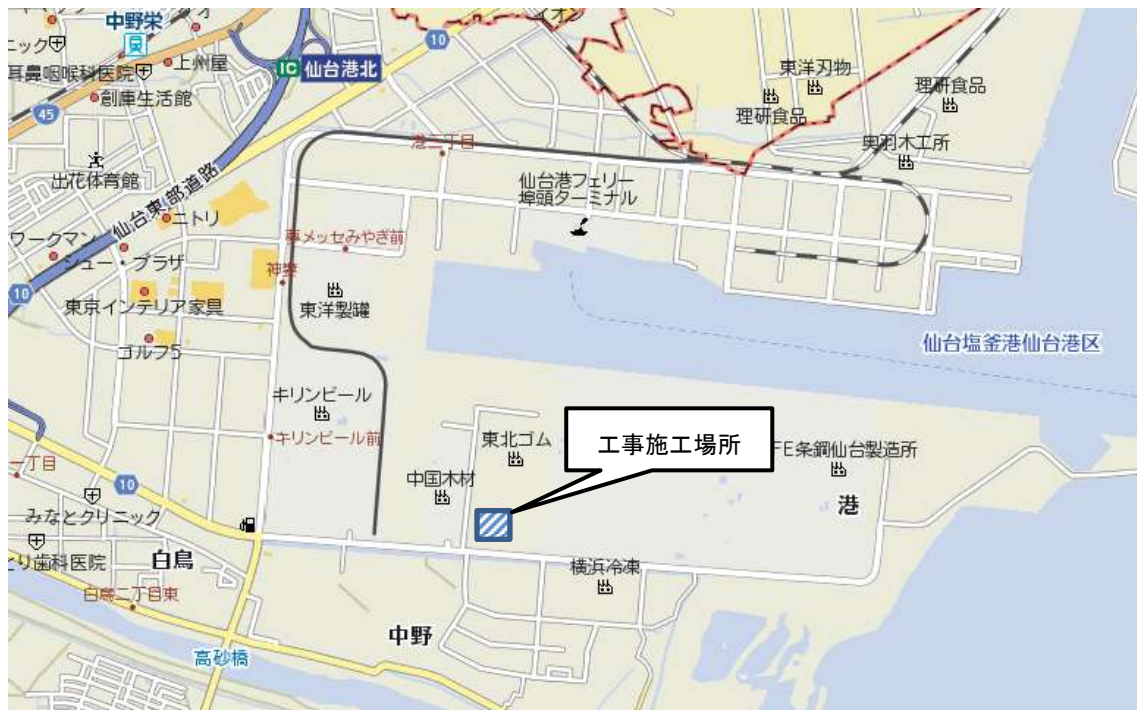 中野栄
イオン
10
ニック
上州屋
IC 仙台港北
東洋刃物
理研食品
耳鼻咽喉科医院
創庫生活館
理研食品
45
港三丁目
奥羽木工所
出花体育館
仙台東部道路
仙台港フェリー
埠頭ターミナル
ニトリ
ワークマン
夢メッセみやぎ前
シュー・プラザ
10
東京インテリア家具
東洋製罐
ゴルフ5
仙台塩釜港仙台港区
キリンビール
キリンビール前
東北ゴム
工事施工場所
FE条鋼仙台製造所
一丁目
10
中国木材
港
みなとクリニック
とり歯科医院
白鳥
横浜冷凍
白鳥二丁目東
中野
高砂橋